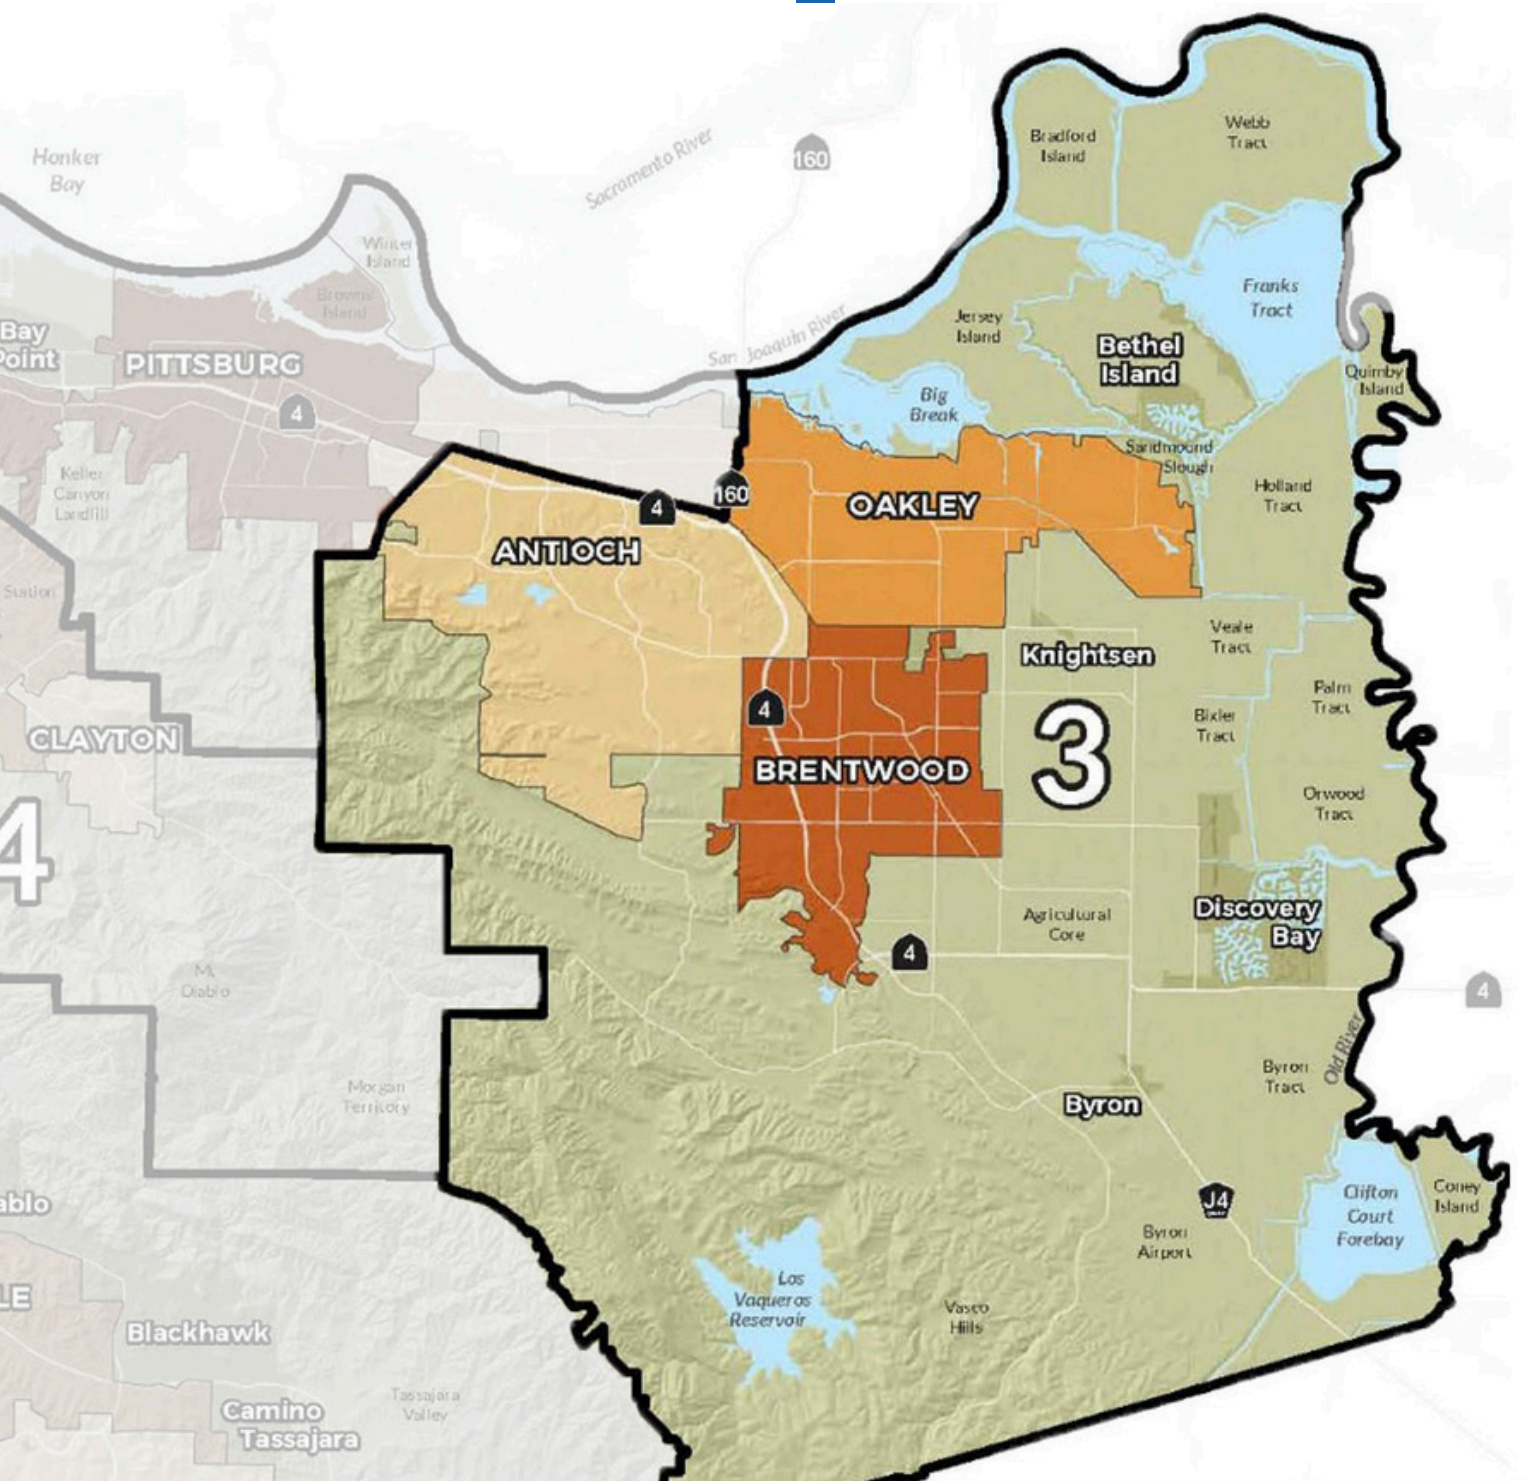 Honker
Bay
Sacramento River
160
Bradford
Island
Webb
Tract
Winter
Island
Browns
Island
Franks
Tract
San Joaquin River
Jersey
Island
Bay
Point
PITTSBURG
4
Bethel
Island
Quimby
Island
Big
Break
Keller
Canyon
Landfill
Sandmound
Slough
4
160
OAKLEY
Holland
Tract
ANTIOCH
Station
Knightsen
Veale
Tract
Palm
Tract
CLAYTON
4
Bixler
Tract
3
BRENTWOOD
Orwood
Tract
4
Agricultural
Core
Discovery
Bay
4
Mt.
Diablo
4
Old River
Morgan
Territory
Byron
Byron
Tract
ablo
J4
Clifton
Court
Forebay
Coney
Island
Byron
Airport
LE
Los
Vaqueros
Reservoir
Vasco
Hills
Blackhawk
Camino
Tassajara
Tassajara
Valley